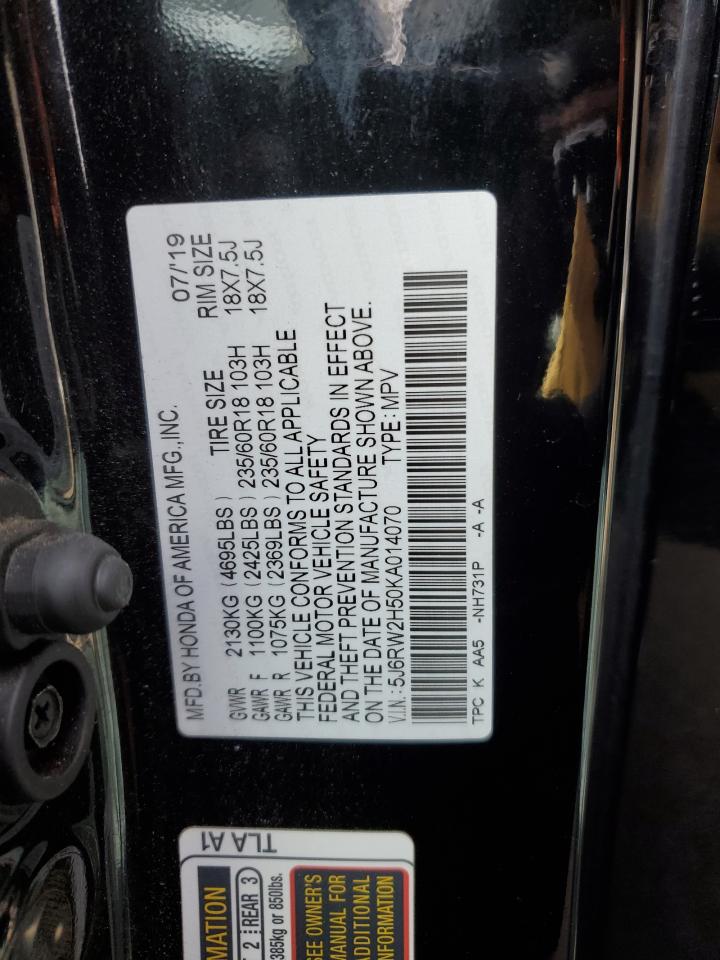 MFD.BY HONDA OF AMERICA MFG.,INC. 07/'19
TIRE SIZE RIM SIZE
GVWR 2130KG (4695LBS)
GAWR F 1100KG (2425LBS) 235/60R18 103H 18X7.5J
GAWR R 1075KG (2369LBS) 235/60R18 103H 18X7.5J
THIS VEHICLE CONFORMS TO ALL APPLICABLE
FEDERAL MOTOR VEHICLE SAFETY
AND THEFT PREVENTION STANDARDS IN EFFECT
ON THE DATE OF MANUFACTURE SHOWN ABOVE.
V.I.N.:5J6RW2H50KA014070 TYPE:MPV
TPC K AA5 -NH731P -A -A
TLA A1
MATION
2 REAR 3
385kg or 850lbs.
SEE OWNER'S
MANUAL FOR
ADDITIONAL
INFORMATION